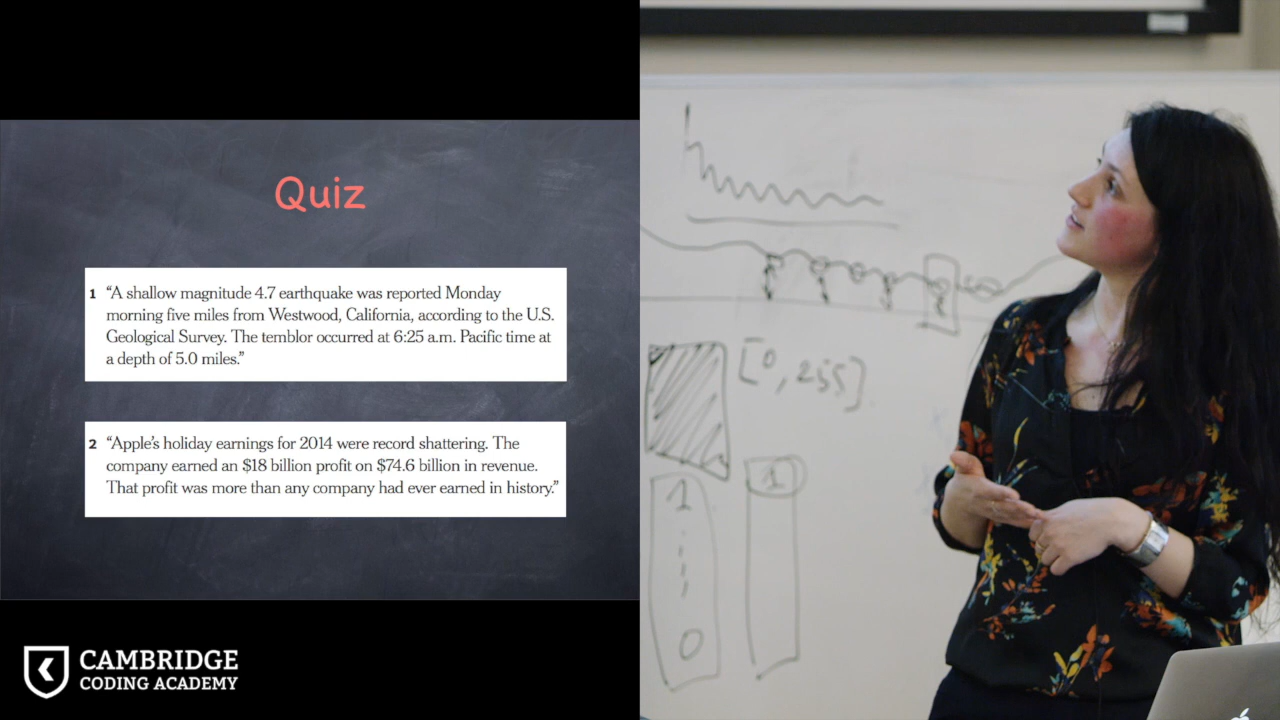 Quiz
1 “A shallow magnitude 4.7 earthquake was reported Monday
morning five miles from Westwood, California, according to the U.S.
Geological Survey. The temblor occurred at 6:25 a.m. Pacific time at
a depth of 5.0 miles.”
2 “Apple’s holiday earnings for 2014 were record shattering. The
company earned an $18 billion profit on $74.6 billion in revenue.
That profit was more than any company had ever earned in history.”
CAMBRIDGE
CODING ACADEMY
[0, 255]
1
1
0